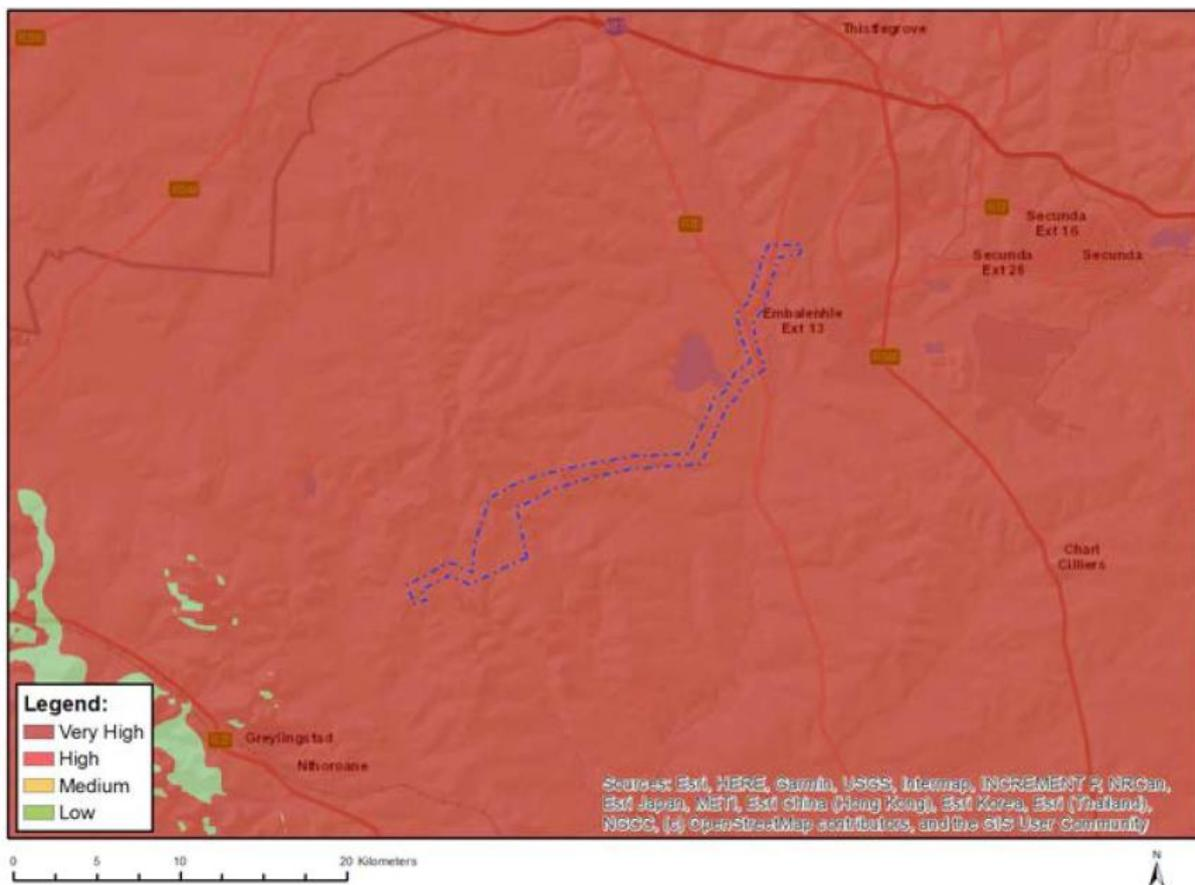 Thistlegrove
Secunda
Ext 16
Secunda
Ext 28
Secunda
Embalenhle
Ext 13
Charl
Cilliers
Legend:
Very High
High
Medium
Low
Greylingstad
Nthoroane
Sources: Esri, HERE, Garmin, USGS, Intermap, INCREMENT P, NRCan,
Esri Japan, METI, Esri China (Hong Kong), Esri Korea, Esri (Thailand),
NGCC, (c) OpenStreetMap contributors, and the GIS User Community
0 5 10 20 Kilometers
N